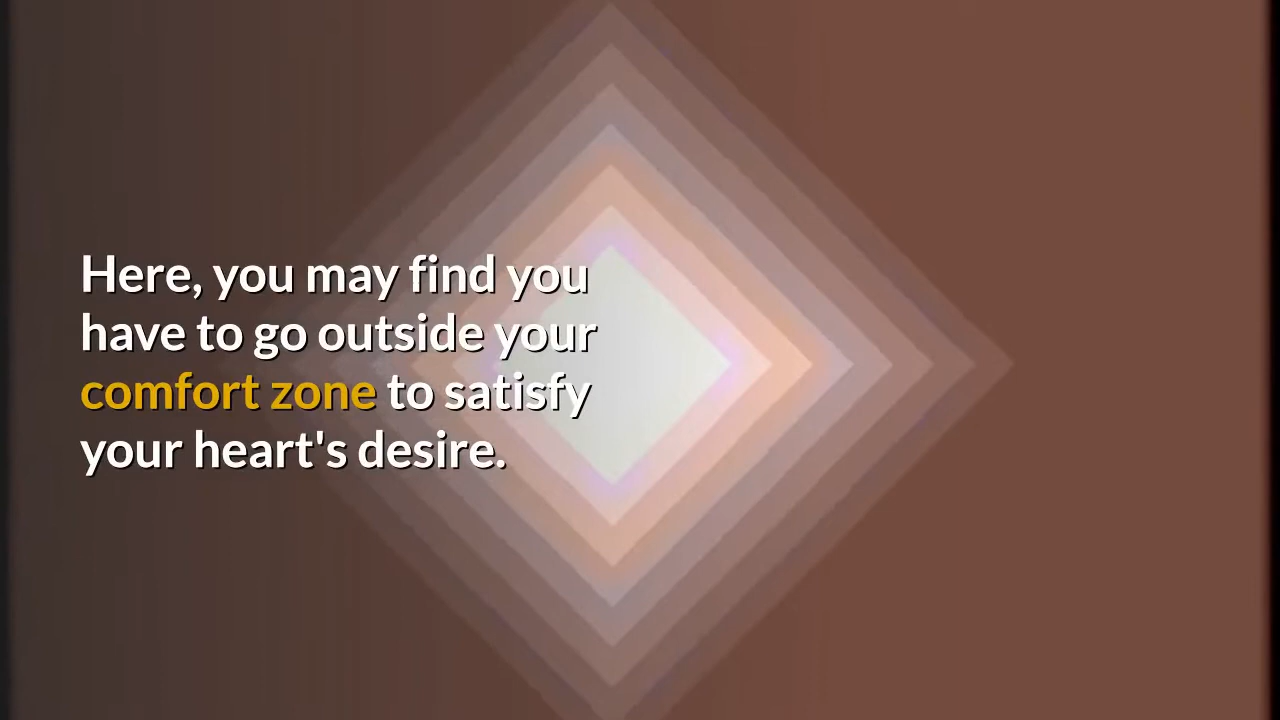 Here, you may find you
have to go outside your
comfort zone to satisfy
your heart's desire.